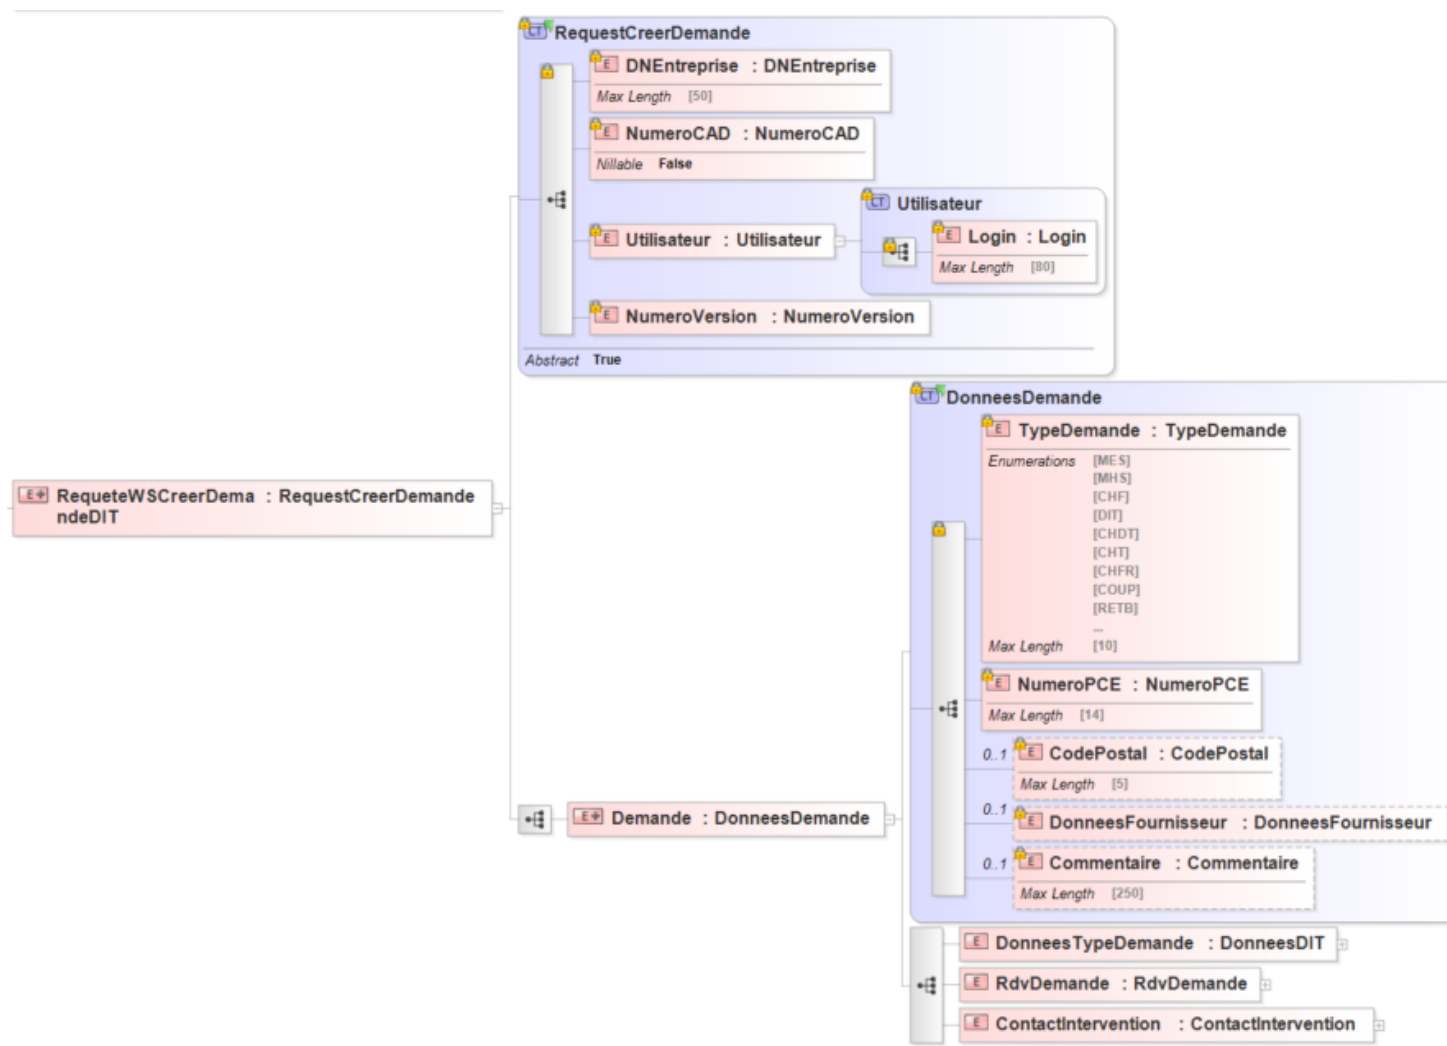 CT RequestCreerDemande
E DNEntreprise : DNEntreprise
Max Length [50]
E NumeroCAD : NumeroCAD
Nillable False
CT Utilisateur
E Utilisateur : Utilisateur
E Login : Login
Max Length [80]
E NumeroVersion : NumeroVersion
Abstract True
CT DonneesDemande
E TypeDemande : TypeDemande
Enumerations [MES]
[MHS]
[CHF]
[DIT]
[CHDT]
[CHT]
[CHFR]
[COUP]
[RETB]
...
Max Length [10]
E RequeteWSCreerDema : RequestCreerDemande
ndeDIT
E NumeroPCE : NumeroPCE
Max Length [14]
0..1 E CodePostal : CodePostal
Max Length [5]
E Demande : DonneesDemande
0..1 E DonneesFournisseur : DonneesFournisseur
0..1 E Commentaire : Commentaire
Max Length [250]
E DonneesTypeDemande : DonneesDIT
E RdvDemande : RdvDemande
E ContactIntervention : ContactIntervention